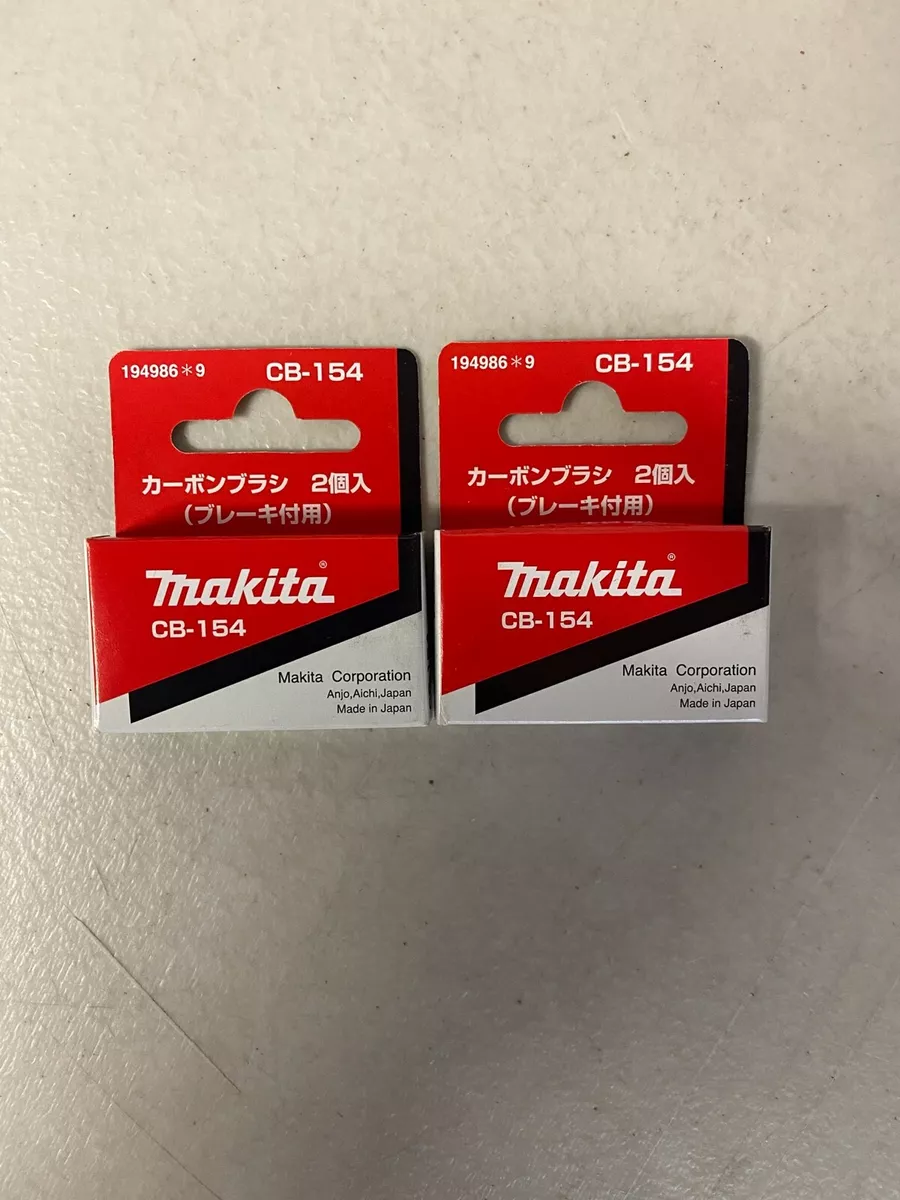 194986＊9 CB-154
カーボンブラシ 2個入
（ブレーキ付用）
makita®
CB-154
Makita Corporation
Anjo,Aichi,Japan
Made in Japan
194986＊9 CB-154
カーボンブラシ 2個入
（ブレーキ付用）
makita®
CB-154
Makita Corporation
Anjo,Aichi,Japan
Made in Japan